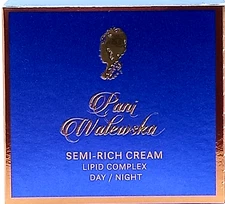 Pani
Walewska
SEMI-RICH CREAM
LIPID COMPLEX
DAY / NIGHT